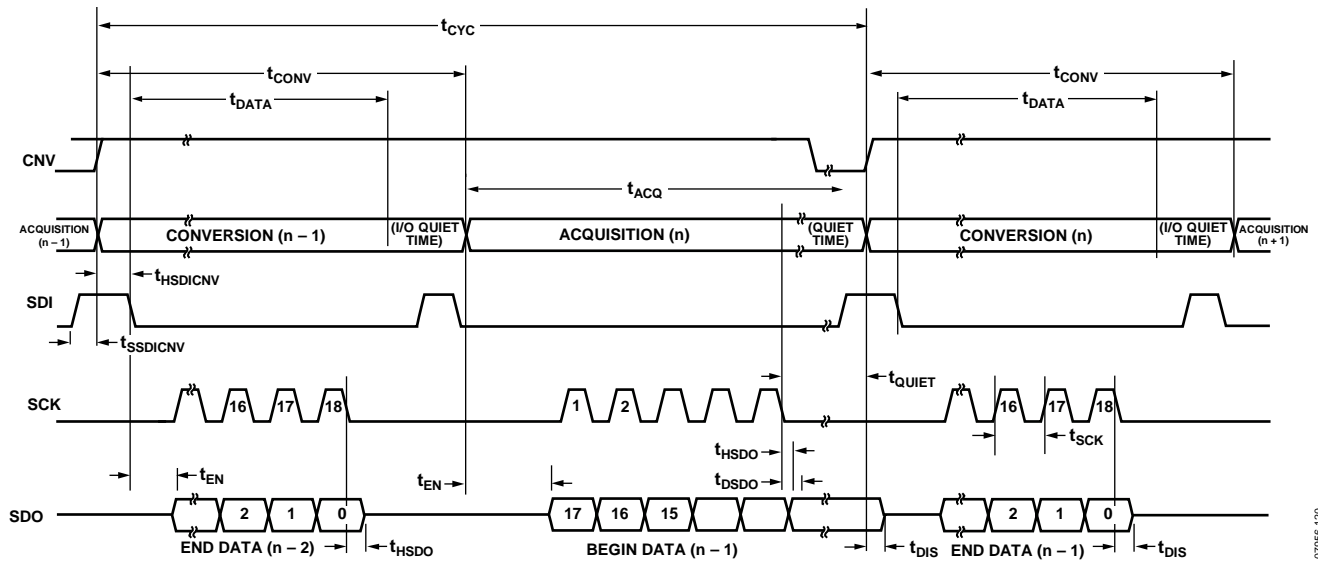 tCYC
tCONV
tCONV
tDATA
tDATA
CNV
tACQ
ACQUISITION
(n – 1)
CONVERSION (n – 1)
(I/O QUIET
TIME)
ACQUISITION (n)
(QUIET
TIME)
CONVERSION (n)
(I/O QUIET
TIME)
ACQUISITION
(n + 1)
tHSDICNV
SDI
tSSDICNV
tQUIET
SCK
16 17 18
1 2
16 17 18
tSCK
tHSDO
tEN
tEN
tDSDO
SDO
2 1 0
17 16 15
2 1 0
END DATA (n – 2)
tHSDO
BEGIN DATA (n – 1)
tDIS
END DATA (n – 1)
tDIS
07956-120